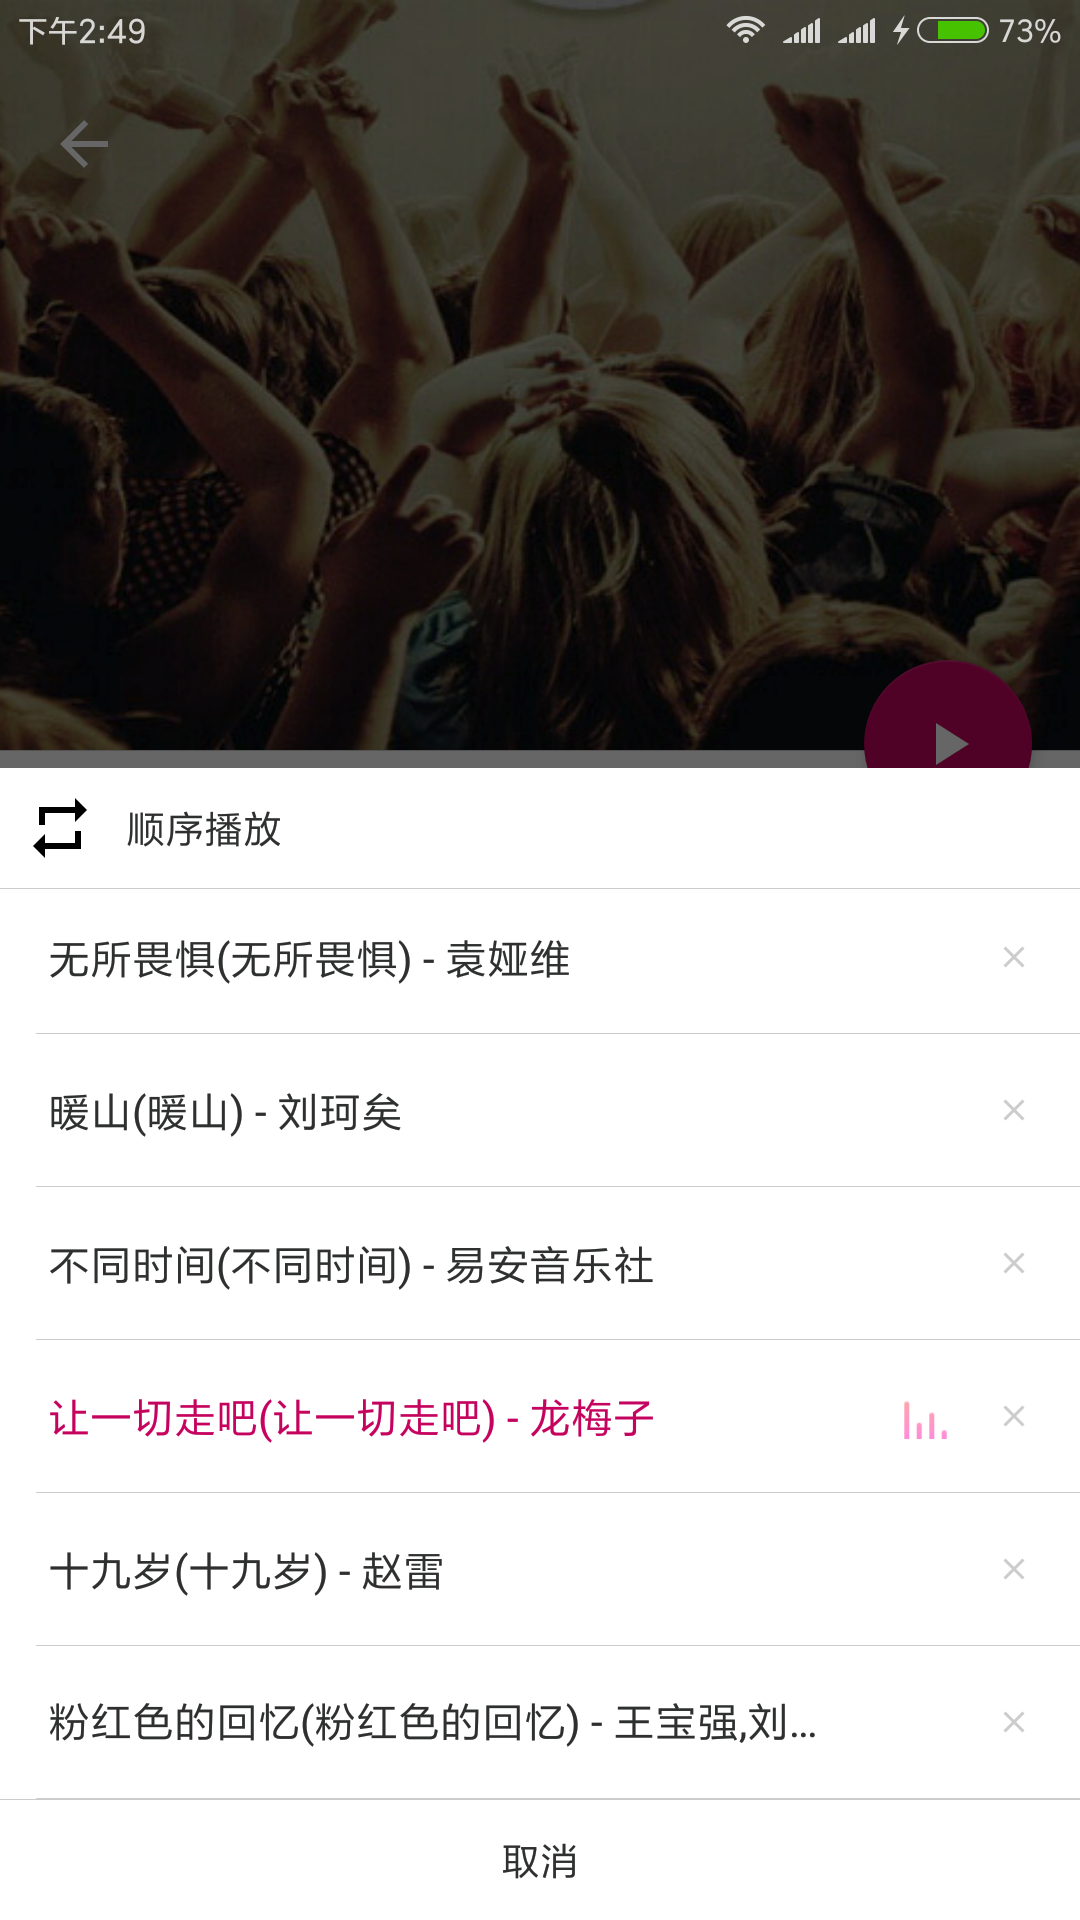 下午2:49
73%
顺序播放
无所畏惧(无所畏惧) - 袁娅维
暖山(暖山) - 刘珂矣
不同时间(不同时间) - 易安音乐社
让一切走吧(让一切走吧) - 龙梅子
十九岁(十九岁) - 赵雷
粉红色的回忆(粉红色的回忆) - 王宝强,刘...
取消